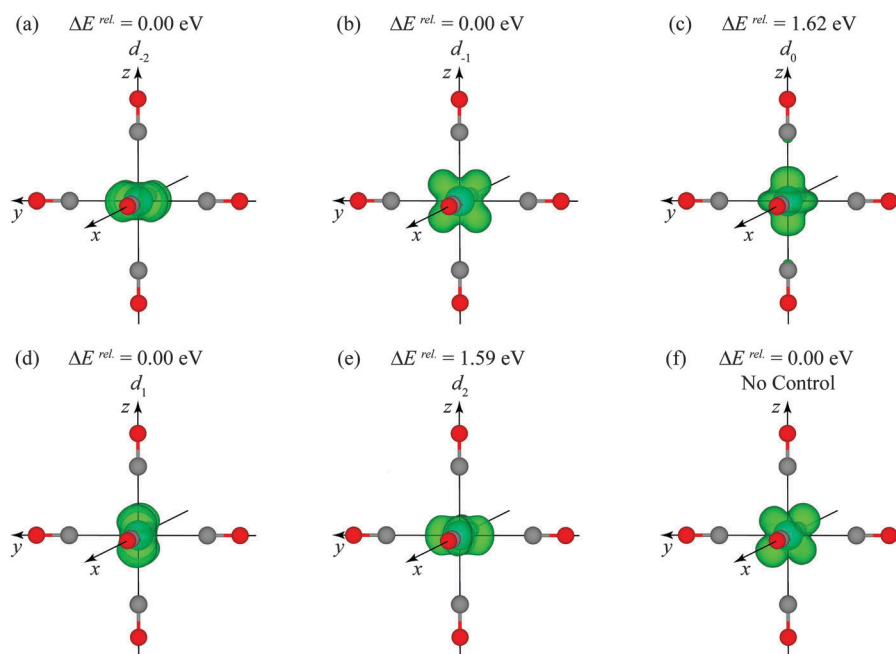 (a) ΔE rel. = 0.00 eV
d-2
z
y
x
(b) ΔE rel. = 0.00 eV
d-1
z
y
x
(c) ΔE rel. = 1.62 eV
d0
z
y
x
(d) ΔE rel. = 0.00 eV
d1
z
y
x
(e) ΔE rel. = 1.59 eV
d2
z
y
x
(f) ΔE rel. = 0.00 eV
No Control
z
y
x